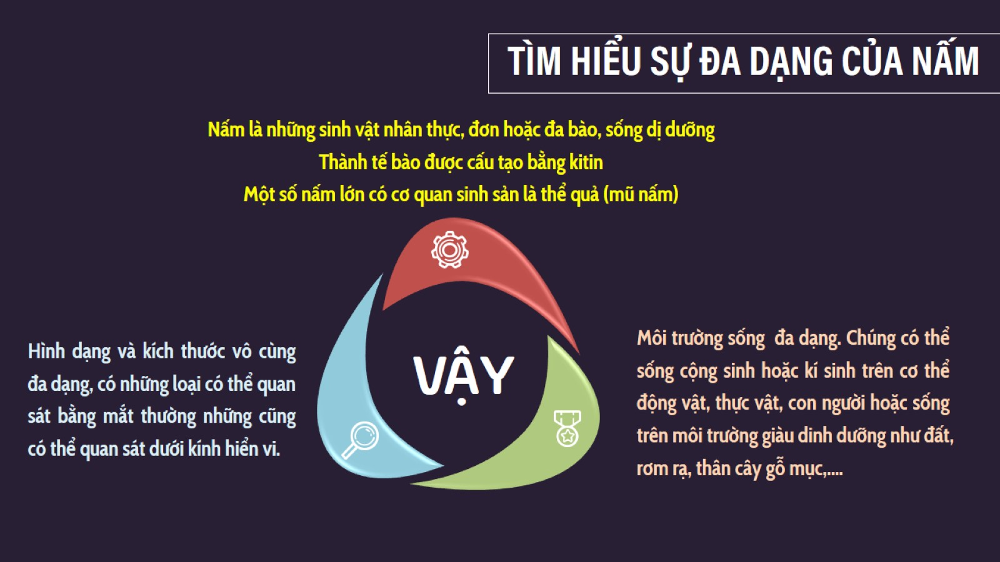 TÌM HIỂU SỰ ĐA DẠNG CỦA NẤM
Nấm là những sinh vật nhân thực, đơn hoặc đa bào, sống dị dưỡng
Thành tế bào được cấu tạo bằng kitin
Một số nấm lớn có cơ quan sinh sản là thể quả (mũ nấm)
VẬY
Hình dạng và kích thước vô cùng
đa dạng, có những loại có thể quan
sát bằng mắt thường những cũng
có thể quan sát dưới kính hiển vi.
Môi trường sống  đa dạng. Chúng có thể
sống cộng sinh hoặc kí sinh trên cơ thể
động vật, thực vật, con người hoặc sống
trên môi trường giàu dinh dưỡng như đất,
rơm rạ, thân cây gỗ mục,....